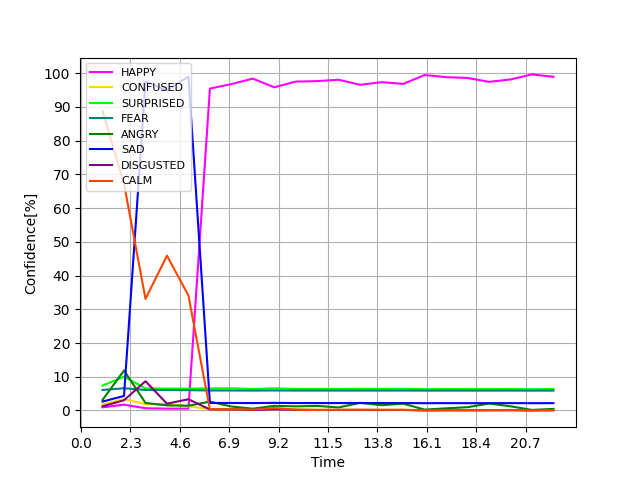 HAPPY
CONFUSED
SURPRISED
FEAR
ANGRY
SAD
DISGUSTED
CALM
100
90
80
70
60
50
40
30
20
10
0
Confidence[%]
0.0 2.3 4.6 6.9 9.2 11.5 13.8 16.1 18.4 20.7
Time